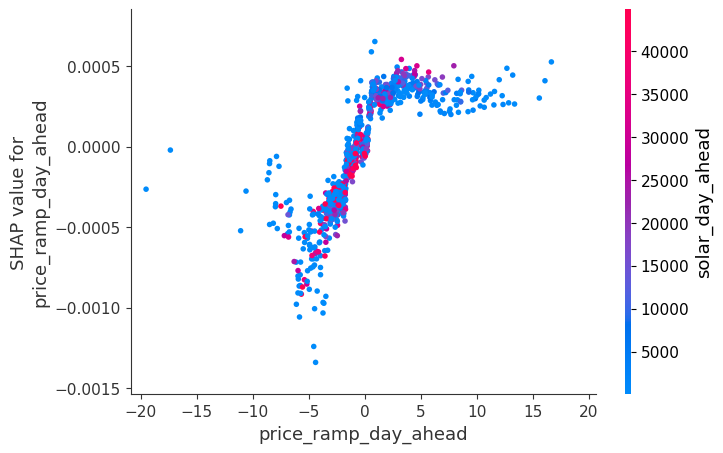 0.0005
0.0000
−0.0005
−0.0010
−0.0015
SHAP value for
price_ramp_day_ahead
−20 −15 −10 −5 0 5 10 15 20
price_ramp_day_ahead
40000
35000
30000
25000
20000
15000
10000
5000
solar_day_ahead